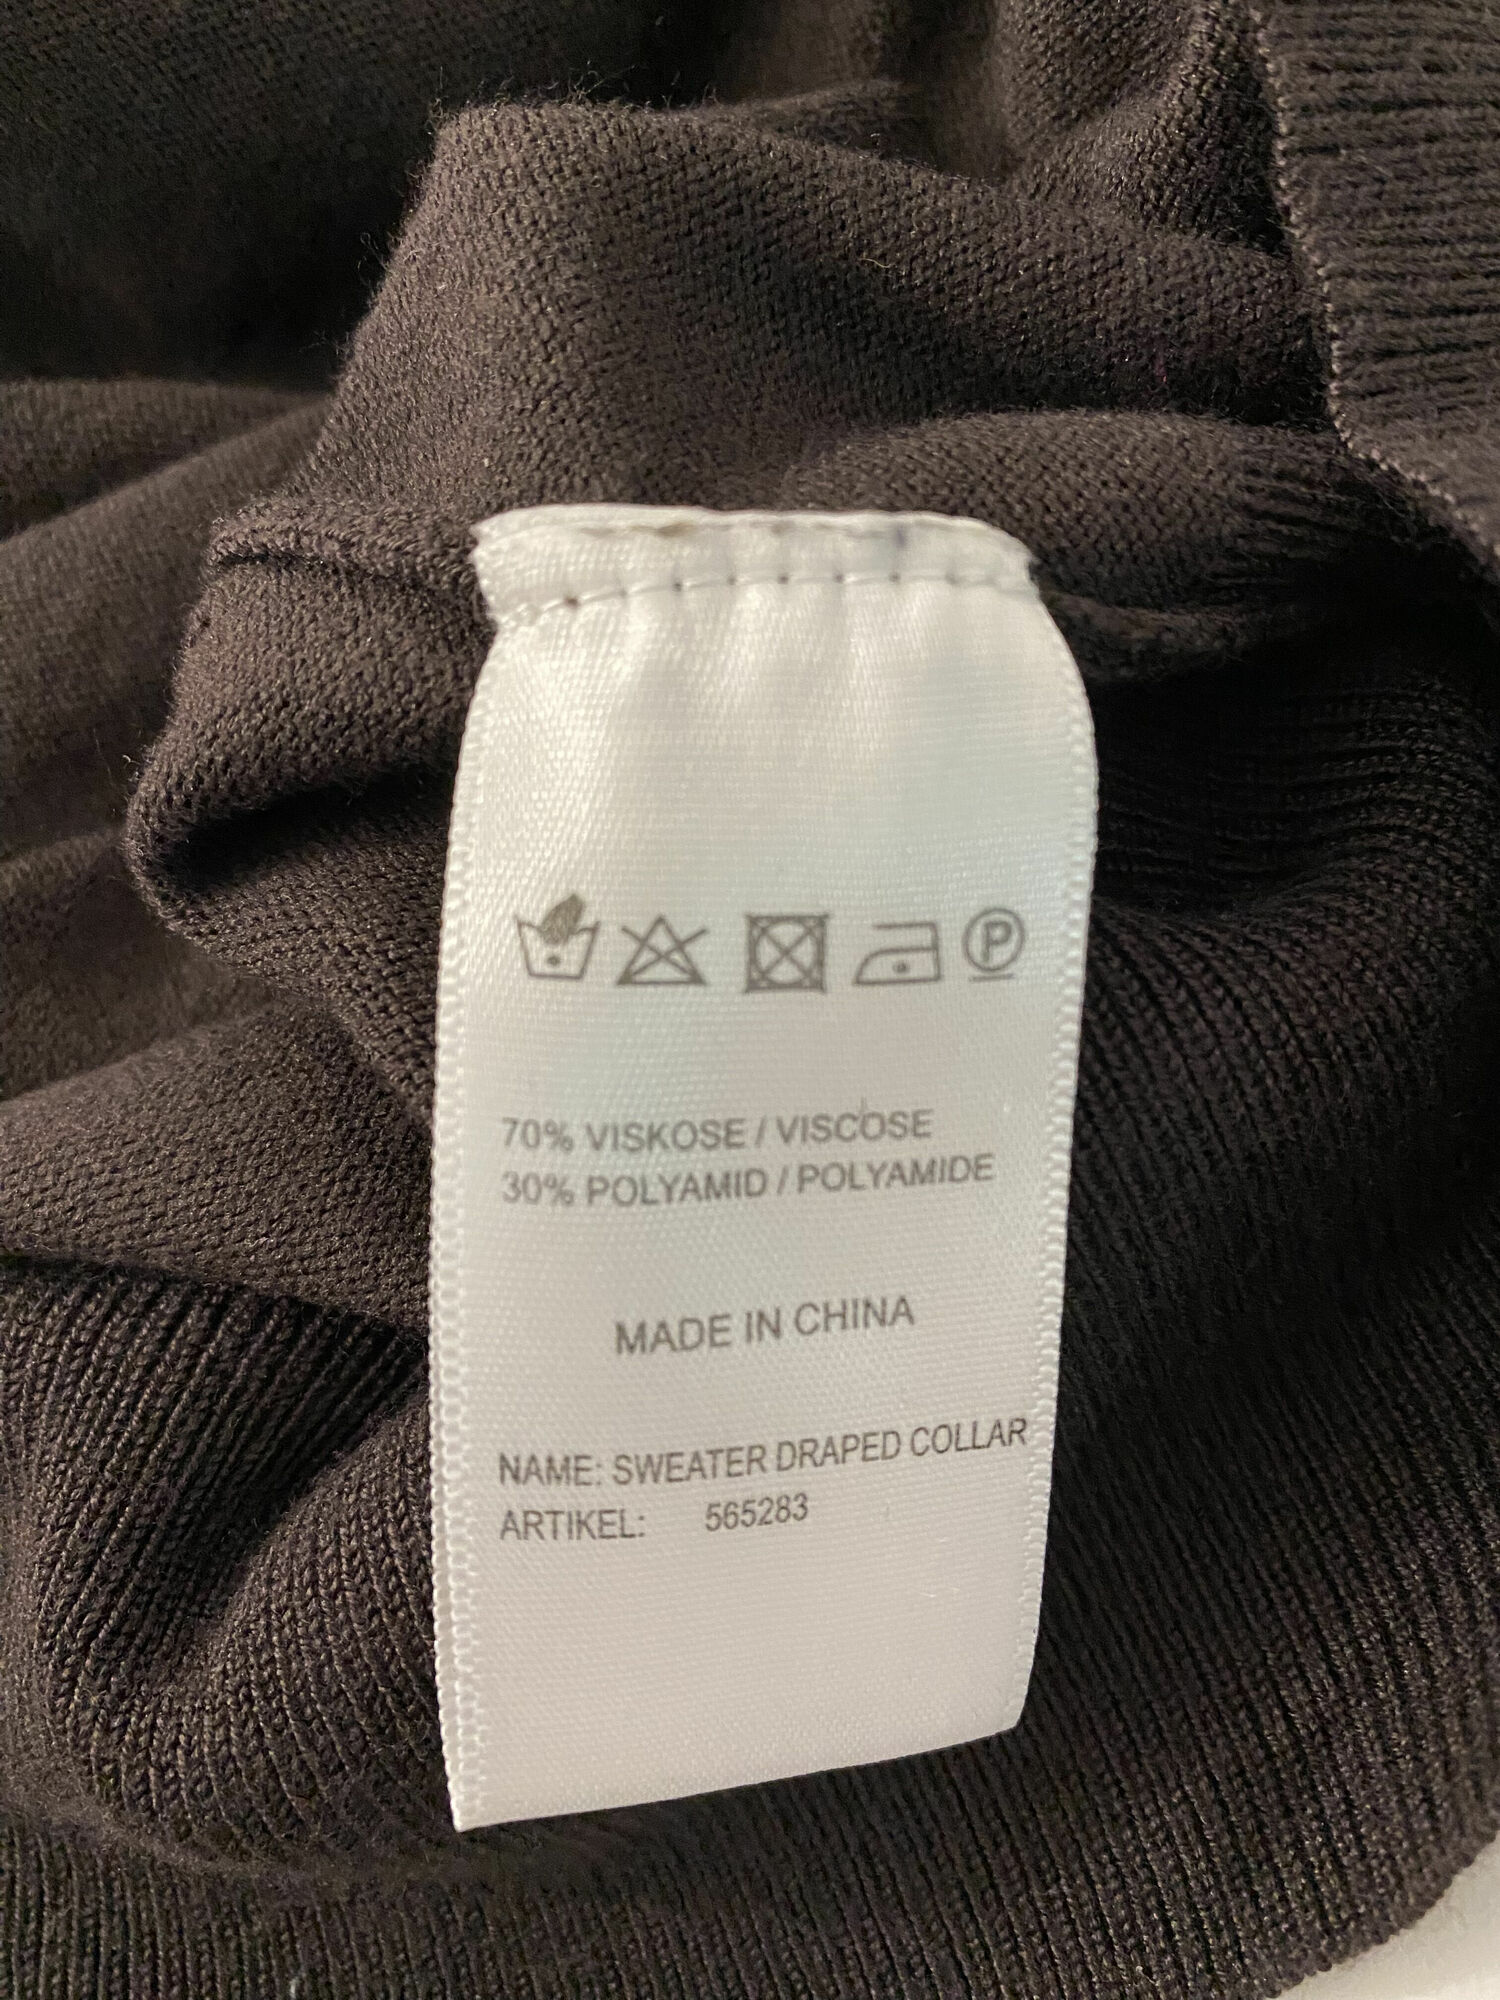 P
70% VISKOSE / VISCOSE
30% POLYAMID / POLYAMIDE
MADE IN CHINA
NAME: SWEATER DRAPED COLLAR
ARTIKEL: 565283